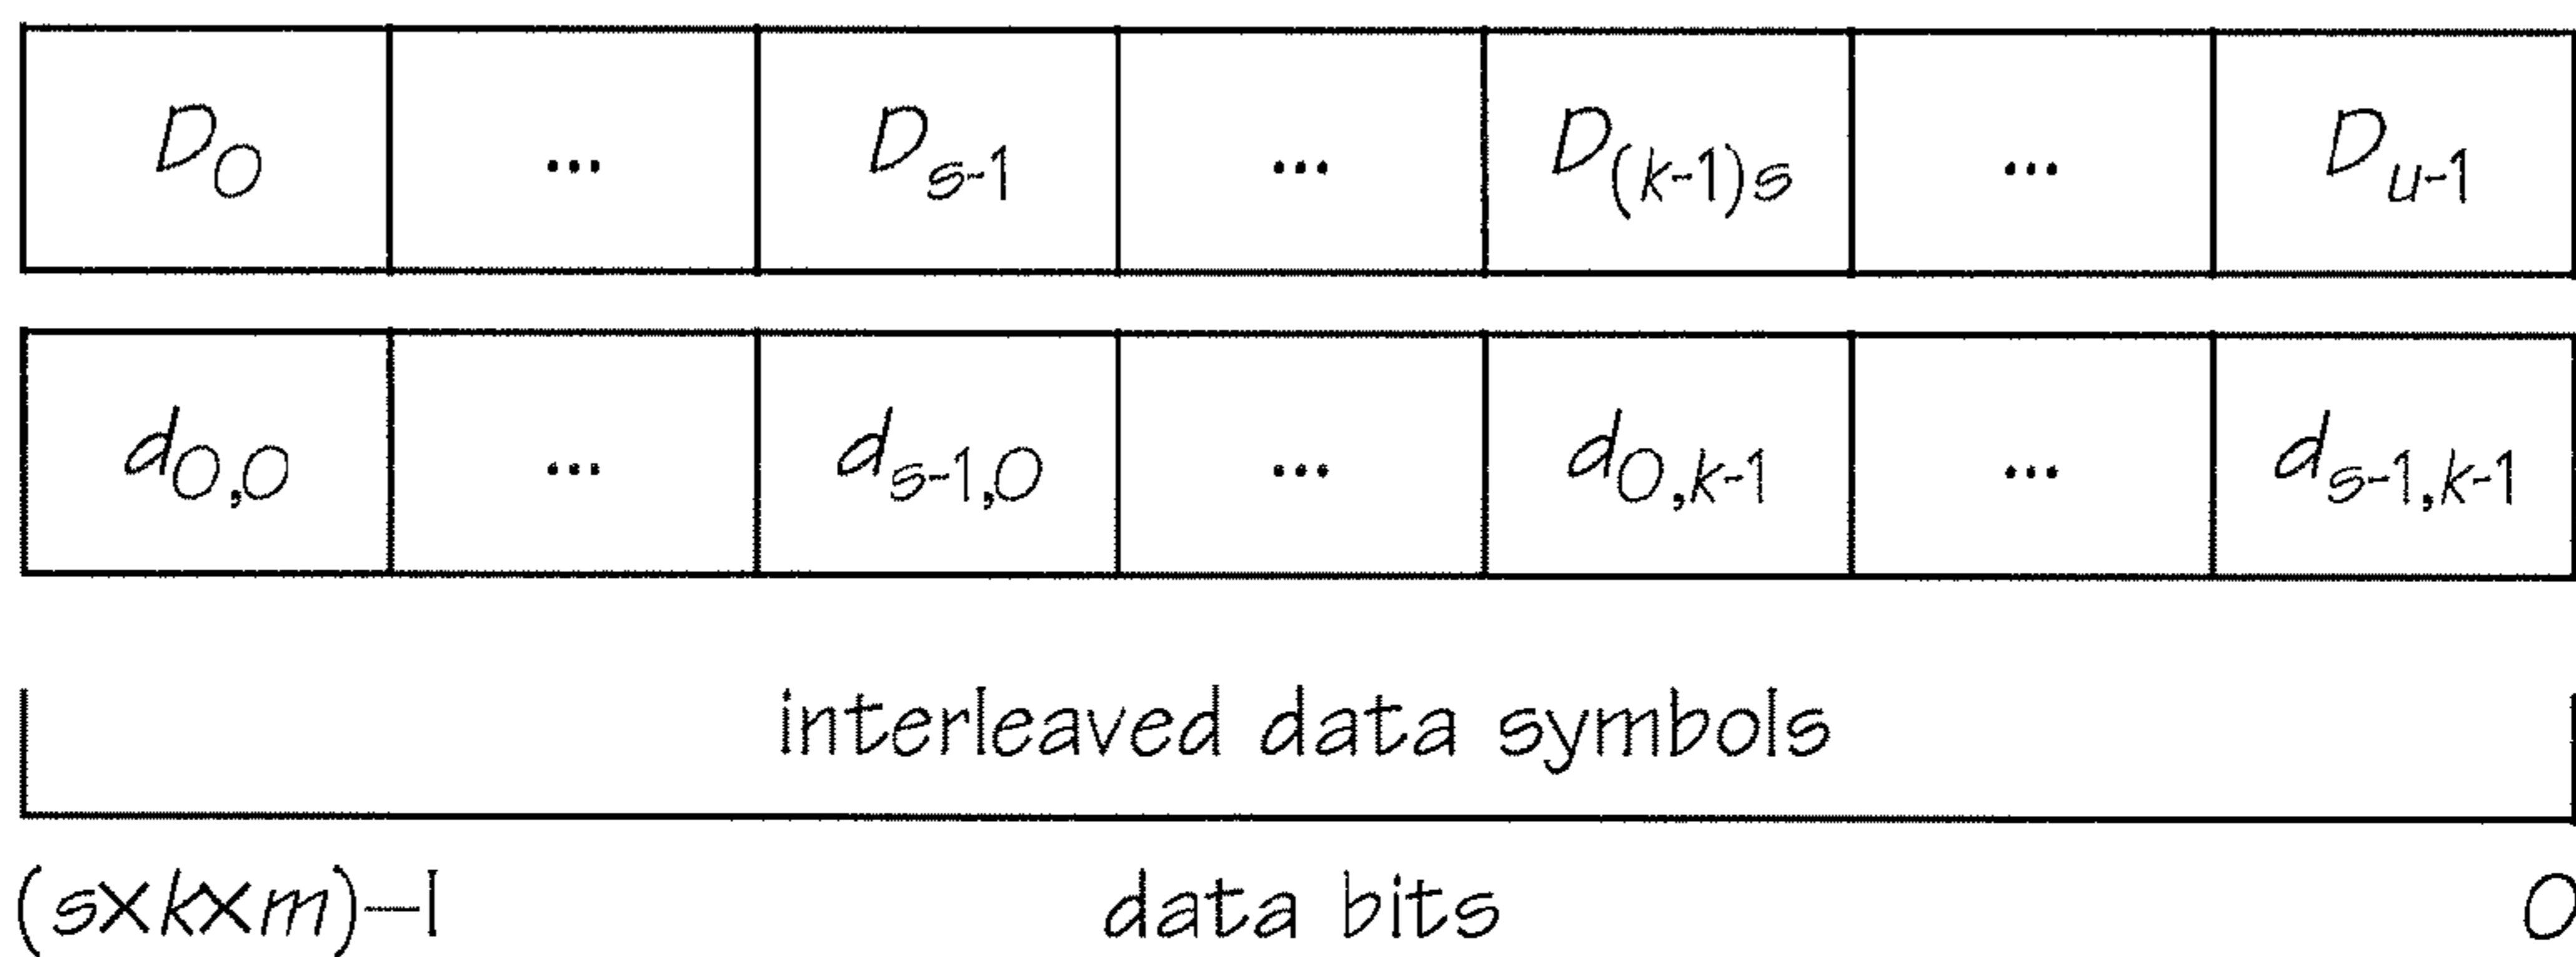 D0 ... Ds-1 ... D(k-1)s ... Du-1
d0,0 ... ds-1,0 ... d0,k-1 ... ds-1,k-1
interleaved data symbols
(s×k×m)−1 data bits 0